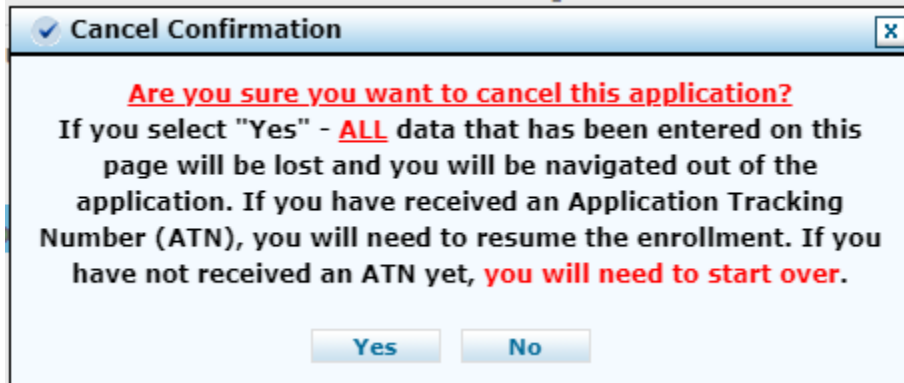 Cancel Confirmation
x
Are you sure you want to cancel this application?
If you select "Yes" - ALL data that has been entered on this
page will be lost and you will be navigated out of the
application. If you have received an Application Tracking
Number (ATN), you will need to resume the enrollment. If you
have not received an ATN yet, you will need to start over.
Yes No